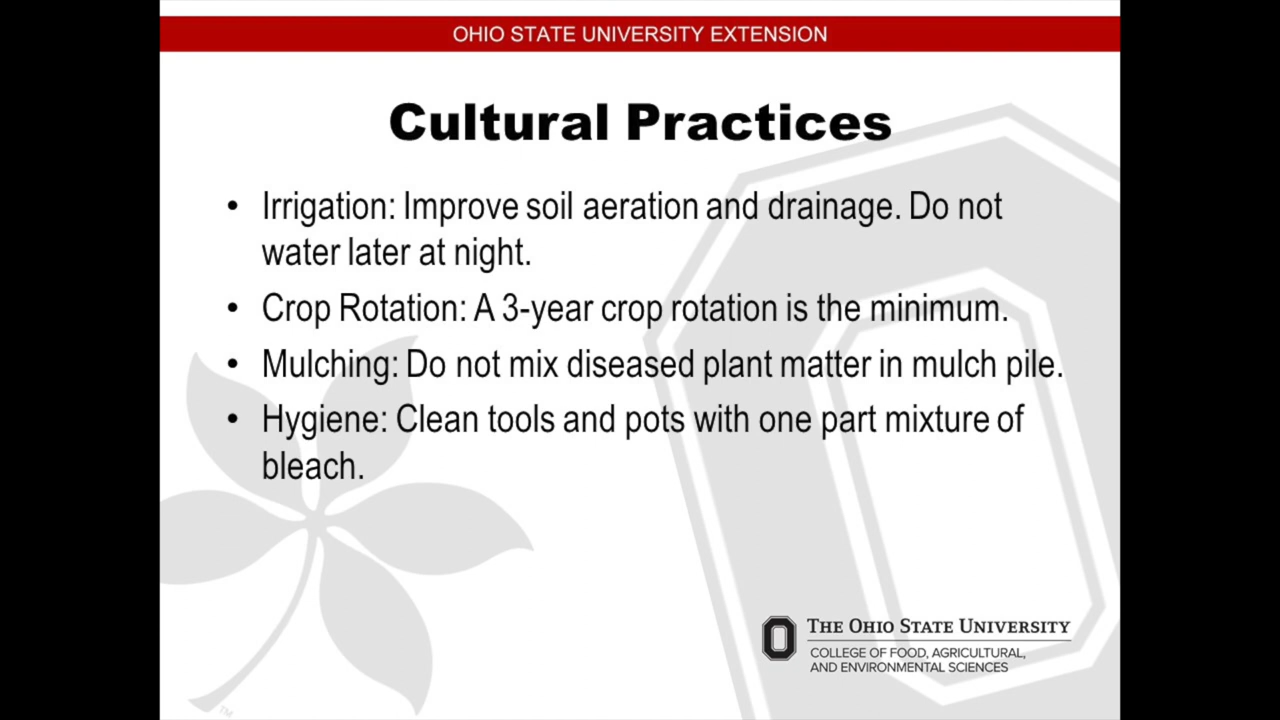 OHIO STATE UNIVERSITY EXTENSION
Cultural Practices
• Irrigation: Improve soil aeration and drainage. Do not
water later at night.
• Crop Rotation: A 3-year crop rotation is the minimum.
• Mulching: Do not mix diseased plant matter in mulch pile.
• Hygiene: Clean tools and pots with one part mixture of
bleach.
THE OHIO STATE UNIVERSITY
COLLEGE OF FOOD, AGRICULTURAL,
AND ENVIRONMENTAL SCIENCES
TM